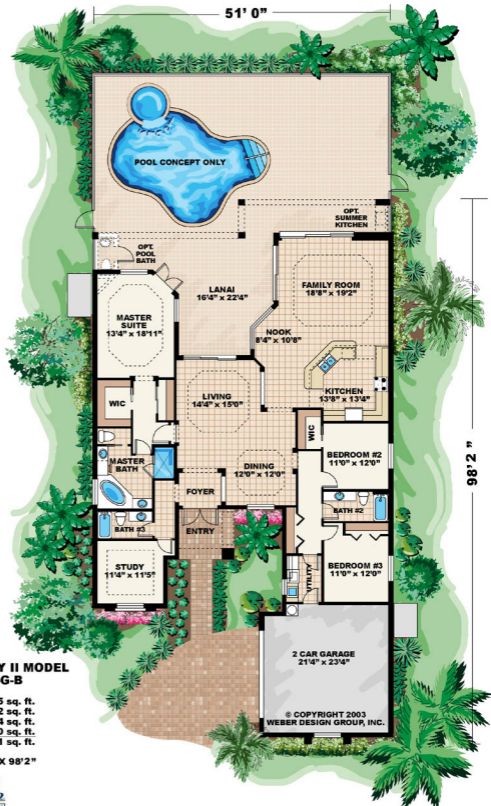 51' 0"
POOL CONCEPT ONLY
OPT.
SUMMER
KITCHEN
OPT.
POOL
BATH
LANAI
16'4" x 22'4"
FAMILY ROOM
18'8" x 19'2"
MASTER
SUITE
13'4" x 18'11"
NOOK
8'4" x 10'8"
KITCHEN
13'8" x 13'4"
WIC
LIVING
14'4" x 15'0"
WIC
BEDROOM #2
11'0" x 12'0"
98'2"
MASTER
BATH
DINING
12'0" x 12'0"
FOYER
BATH #2
BATH #3
ENTRY
STUDY
11'4" x 11'5"
UTILITY
BEDROOM #3
11'0" x 12'0"
2 CAR GARAGE
21'4" x 23'4"
© COPYRIGHT 2003
WEBER DESIGN GROUP, INC.
Y II MODEL
G-B
sq. ft.
2 sq. ft.
4 sq. ft.
0 sq. ft.
1 sq. ft.
X 98'2"